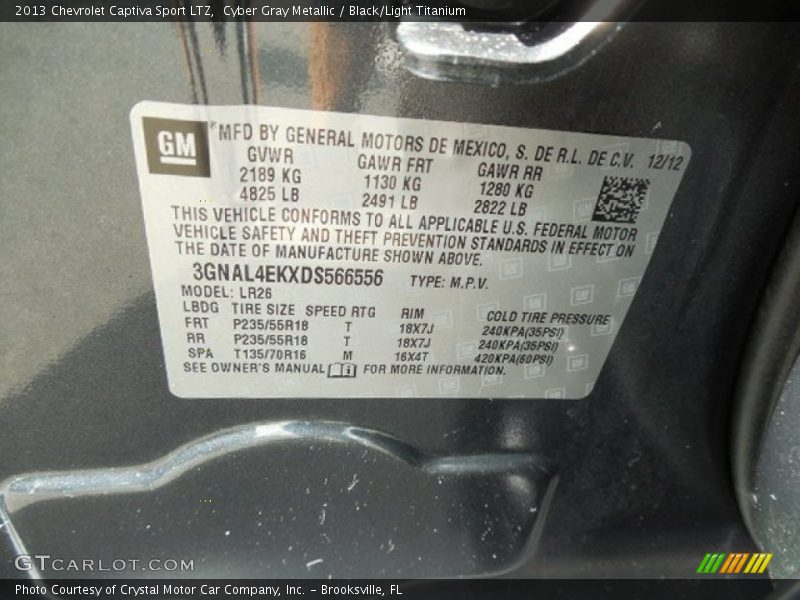 2013 Chevrolet Captiva Sport LTZ, Cyber Gray Metallic / Black/Light Titanium
GM
MFD BY GENERAL MOTORS DE MEXICO, S. DE R.L. DE C.V. 12/12
GVWR GAWR FRT GAWR RR
2189 KG 1130 KG 1280 KG
4825 LB 2491 LB 2822 LB
THIS VEHICLE CONFORMS TO ALL APPLICABLE U.S. FEDERAL MOTOR
VEHICLE SAFETY AND THEFT PREVENTION STANDARDS IN EFFECT ON
THE DATE OF MANUFACTURE SHOWN ABOVE.
3GNAL4EKXDS566556 TYPE: M.P.V.
MODEL: LR26
LBDG TIRE SIZE SPEED RTG RIM COLD TIRE PRESSURE
FRT P235/55R18 T 18X7J 240KPA(35PSI)
RR P235/55R18 T 18X7J 240KPA(35PSI)
SPA T135/70R16 M 16X4T 420KPA(60PSI)
SEE OWNER'S MANUAL FOR MORE INFORMATION.
GTCARLOT.COM
Photo Courtesy of Crystal Motor Car Company, Inc. – Brooksville, FL